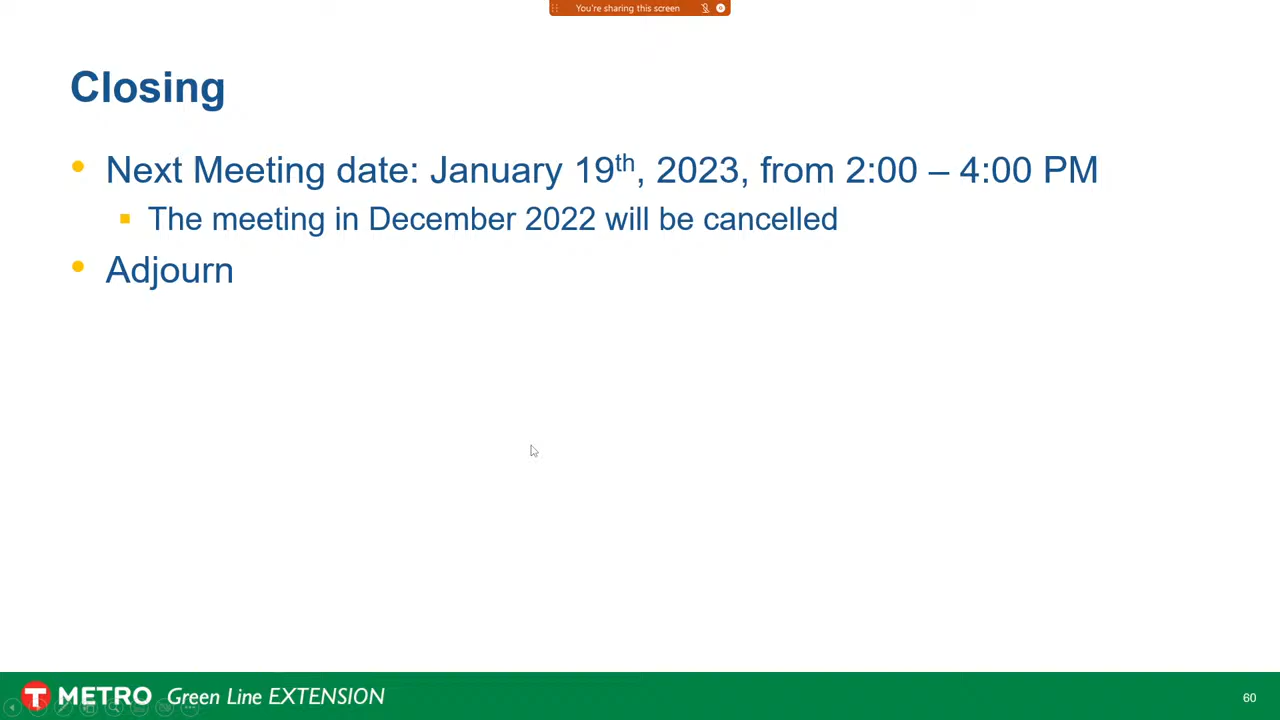 You're sharing this screen
Closing
Next Meeting date: January 19th, 2023, from 2:00 – 4:00 PM
The meeting in December 2022 will be cancelled
Adjourn
T METRO Green Line EXTENSION
60